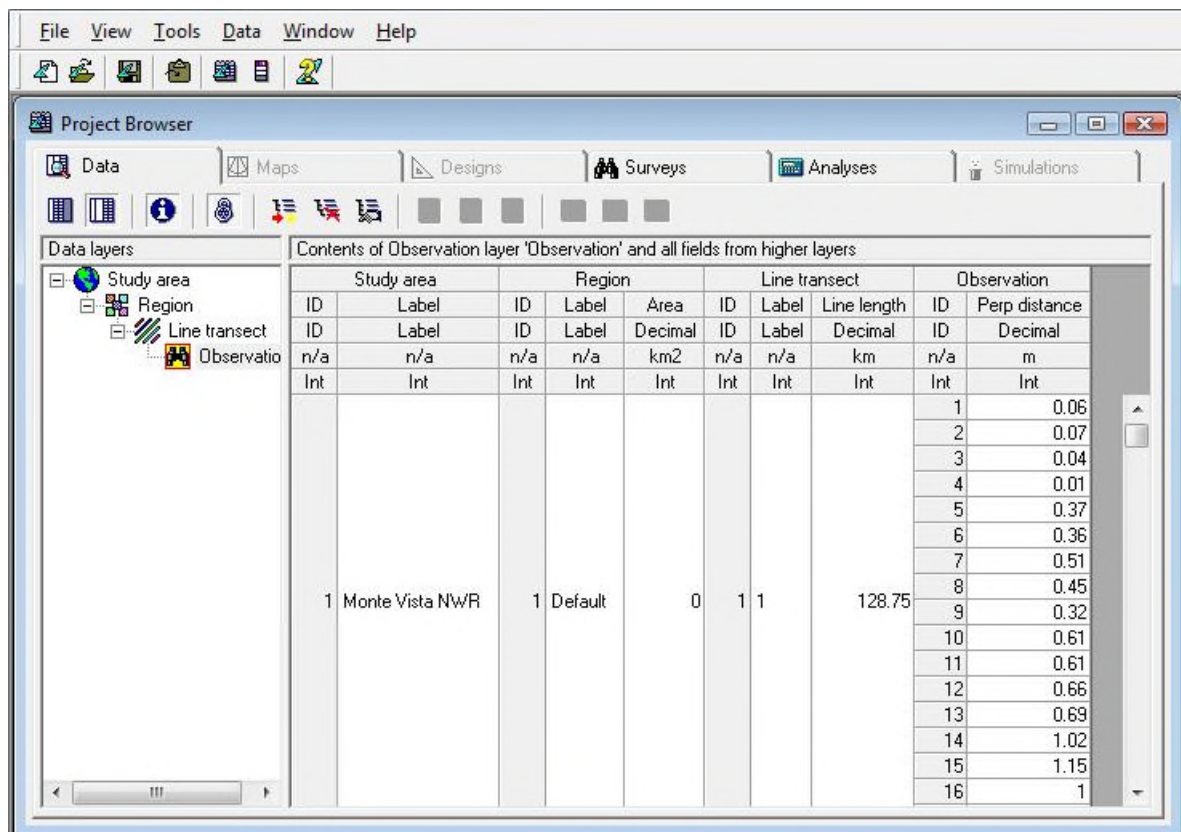 File View Tools Data Window Help
Project Browser
Data Maps Designs Surveys Analyses Simulations
Data layers
Contents of Observation layer 'Observation' and all fields from higher layers
Study area
Region
Line transect
Observatio
Study area Region Line transect Observation
ID Label ID Label Area ID Label Line length ID Perp distance
ID Label ID Label Decimal ID Label Decimal ID Decimal
n/a n/a n/a n/a km2 n/a n/a km n/a m
Int Int Int Int Int Int Int Int Int Int
1 0.06
2 0.07
3 0.04
4 0.01
5 0.37
6 0.36
7 0.51
8 0.45
1 Monte Vista NWR 1 Default 0 1 1 128.75
9 0.32
10 0.61
11 0.61
12 0.66
13 0.69
14 1.02
15 1.15
16 1